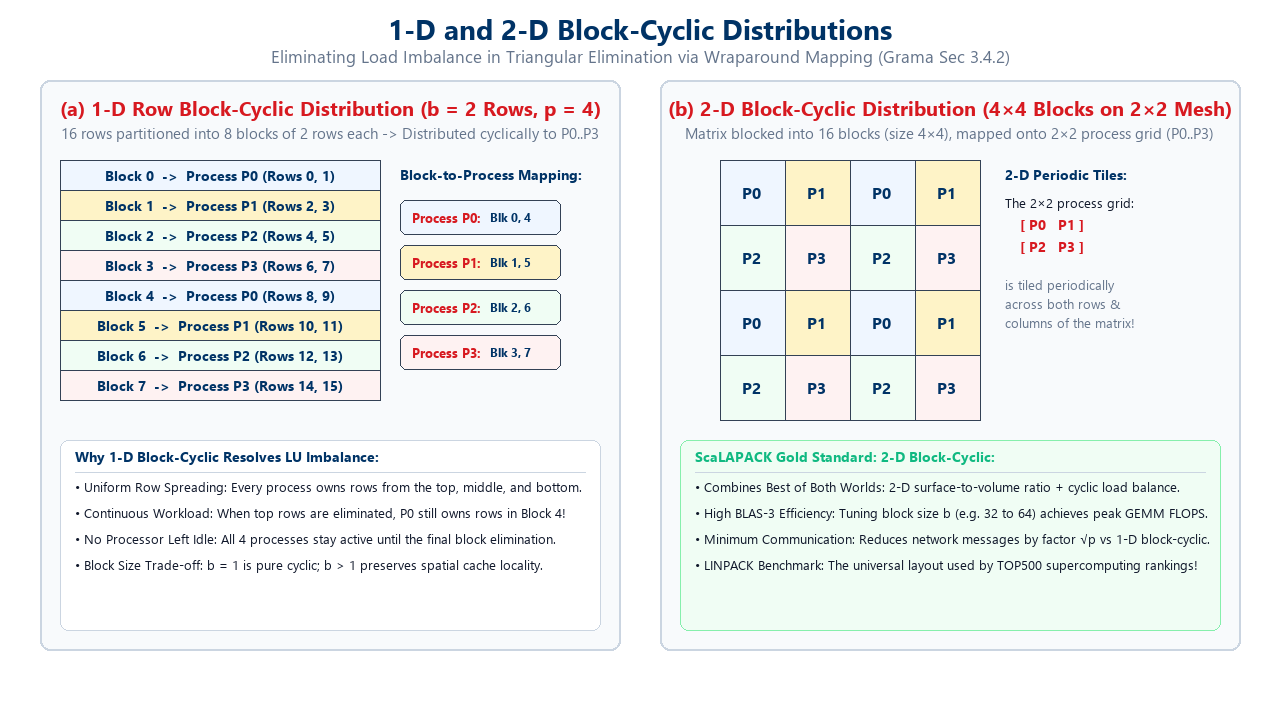 1-D and 2-D Block-Cyclic Distributions
Eliminating Load Imbalance in Triangular Elimination via Wraparound Mapping (Grama Sec 3.4.2)
(a) 1-D Row Block-Cyclic Distribution (b = 2 Rows, p = 4)
16 rows partitioned into 8 blocks of 2 rows each -> Distributed cyclically to P0..P3
Block 0 -> Process P0 (Rows 0, 1)
Block 1 -> Process P1 (Rows 2, 3)
Block 2 -> Process P2 (Rows 4, 5)
Block 3 -> Process P3 (Rows 6, 7)
Block 4 -> Process P0 (Rows 8, 9)
Block 5 -> Process P1 (Rows 10, 11)
Block 6 -> Process P2 (Rows 12, 13)
Block 7 -> Process P3 (Rows 14, 15)
Block-to-Process Mapping:
Process P0: Blk 0, 4
Process P1: Blk 1, 5
Process P2: Blk 2, 6
Process P3: Blk 3, 7
Why 1-D Block-Cyclic Resolves LU Imbalance:
• Uniform Row Spreading: Every process owns rows from the top, middle, and bottom.
• Continuous Workload: When top rows are eliminated, P0 still owns rows in Block 4!
• No Processor Left Idle: All 4 processes stay active until the final block elimination.
• Block Size Trade-off: b = 1 is pure cyclic; b > 1 preserves spatial cache locality.
(b) 2-D Block-Cyclic Distribution (4×4 Blocks on 2×2 Mesh)
Matrix blocked into 16 blocks (size 4×4), mapped onto 2×2 process grid (P0..P3)
P0 P1 P0 P1
P2 P3 P2 P3
P0 P1 P0 P1
P2 P3 P2 P3
2-D Periodic Tiles:
The 2×2 process grid:
[ P0 P1 ]
[ P2 P3 ]
is tiled periodically
across both rows &
columns of the matrix!
ScaLAPACK Gold Standard: 2-D Block-Cyclic:
• Combines Best of Both Worlds: 2-D surface-to-volume ratio + cyclic load balance.
• High BLAS-3 Efficiency: Tuning block size b (e.g. 32 to 64) achieves peak GEMM FLOPS.
• Minimum Communication: Reduces network messages by factor √p vs 1-D block-cyclic.
• LINPACK Benchmark: The universal layout used by TOP500 supercomputing rankings!